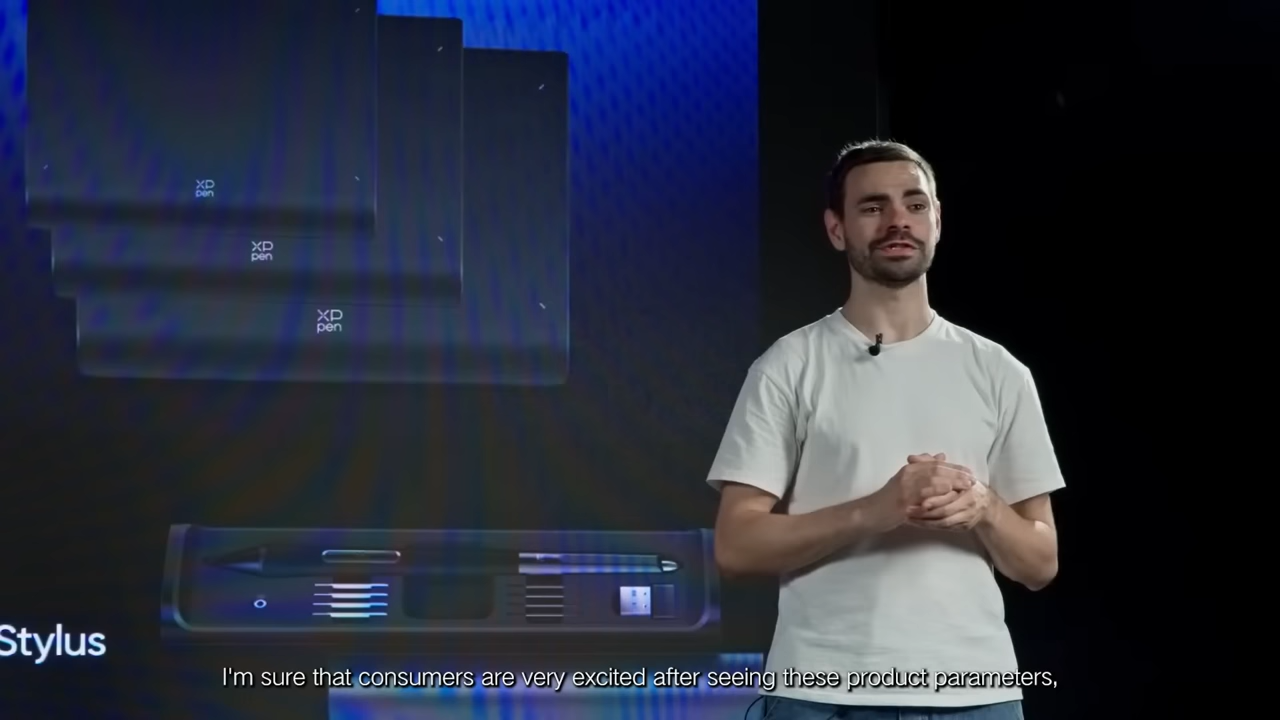 XP
pen
XP
pen
XP
pen
Stylus
I'm sure that consumers are very excited after seeing these product parameters,